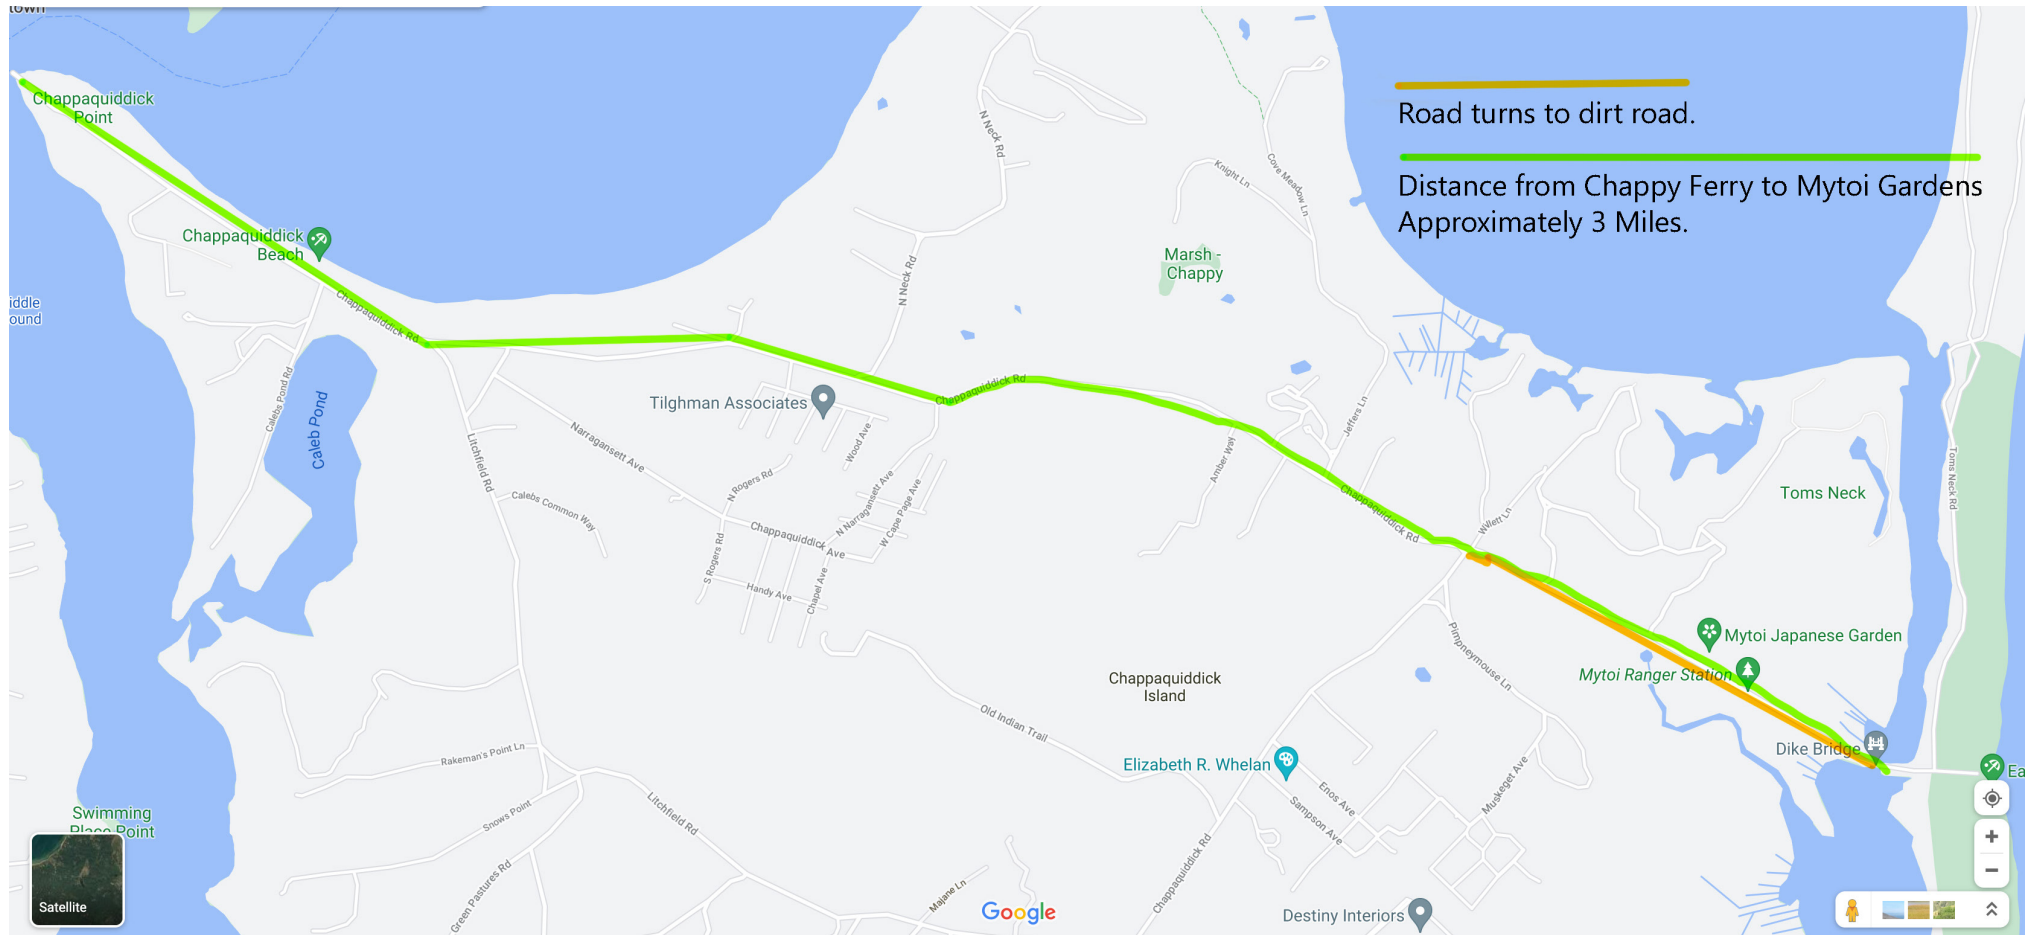 town
Chappaquiddick
Point
Road turns to dirt road.
Distance from Chappy Ferry to Mytoi Gardens
Approximately 3 Miles.
N Neck Rd
Knight Ln
Cove Meadow Ln
Chappaquiddick
Beach
Marsh -
Chappy
N Neck Rd
iddle
ound
Chappaquiddick Rd
Calebs Pond Rd
Caleb Pond
Tilghman Associates
Chappaquiddick Rd
Jeffers Ln
Litchfield Rd
Narragansett Ave
Wood Ave
Amber Way
Toms Neck Rd
Toms Neck
N Rogers Rd
Calebs Common Way
N Narragansett Ave
W Cape Page Ave
Chappaquiddick Rd
Willett Ln
Chappaquiddick Ave
S Rogers Rd
Handy Ave
Chapel Ave
Pimpneymouse Ln
Mytoi Japanese Garden
Mytoi Ranger Station
Chappaquiddick
Island
Old Indian Trail
Rakeman's Point Ln
Dike Bridge
Elizabeth R. Whelan
Ea
Enos Ave
Sampson Ave
Muskeget Ave
Swimming
Place Point
Snows Point
Litchfield Rd
Green Pastures Rd
Majane Ln
Chappaquiddick Rd
Satellite
Google
Destiny Interiors